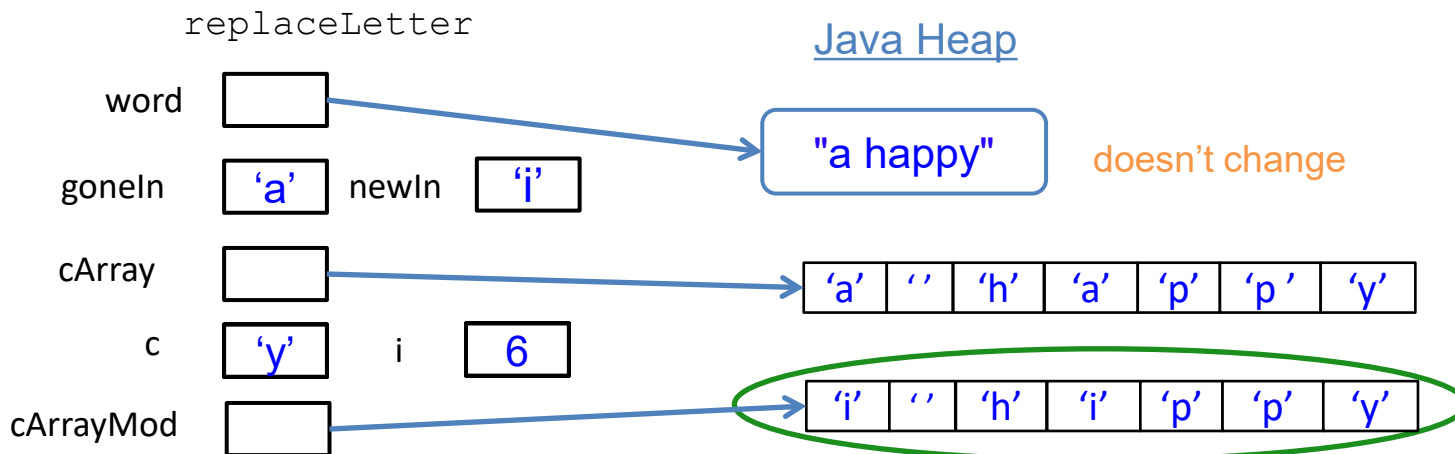 replaceLetter
Java Heap
word
"a happy"
doesn’t change
goneIn ‘a’ newIn ‘i’
cArray
‘a’ ‘ ’ ‘h’ ‘a’ ‘p’ ‘p ’ ‘y’
c ‘y’ i 6
cArrayMod
‘i’ ‘ ’ ‘h’ ‘i’ ‘p’ ‘p’ ‘y’